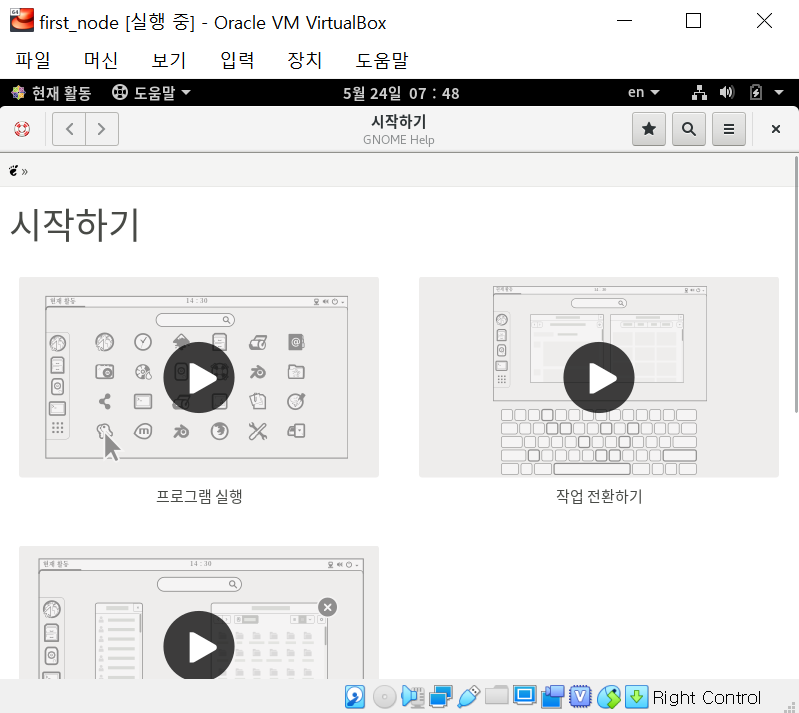 first_node [실행 중] - Oracle VM VirtualBox
파일 머신 보기 입력 장치 도움말
현재 활동 도움말 5월 24일 07 : 48 en
시작하기
GNOME Help
»
시작하기
현재 활동 14 : 30
현재 활동 14 : 30
프로그램 실행 작업 전환하기
현재 활동 14 : 30
Right Control